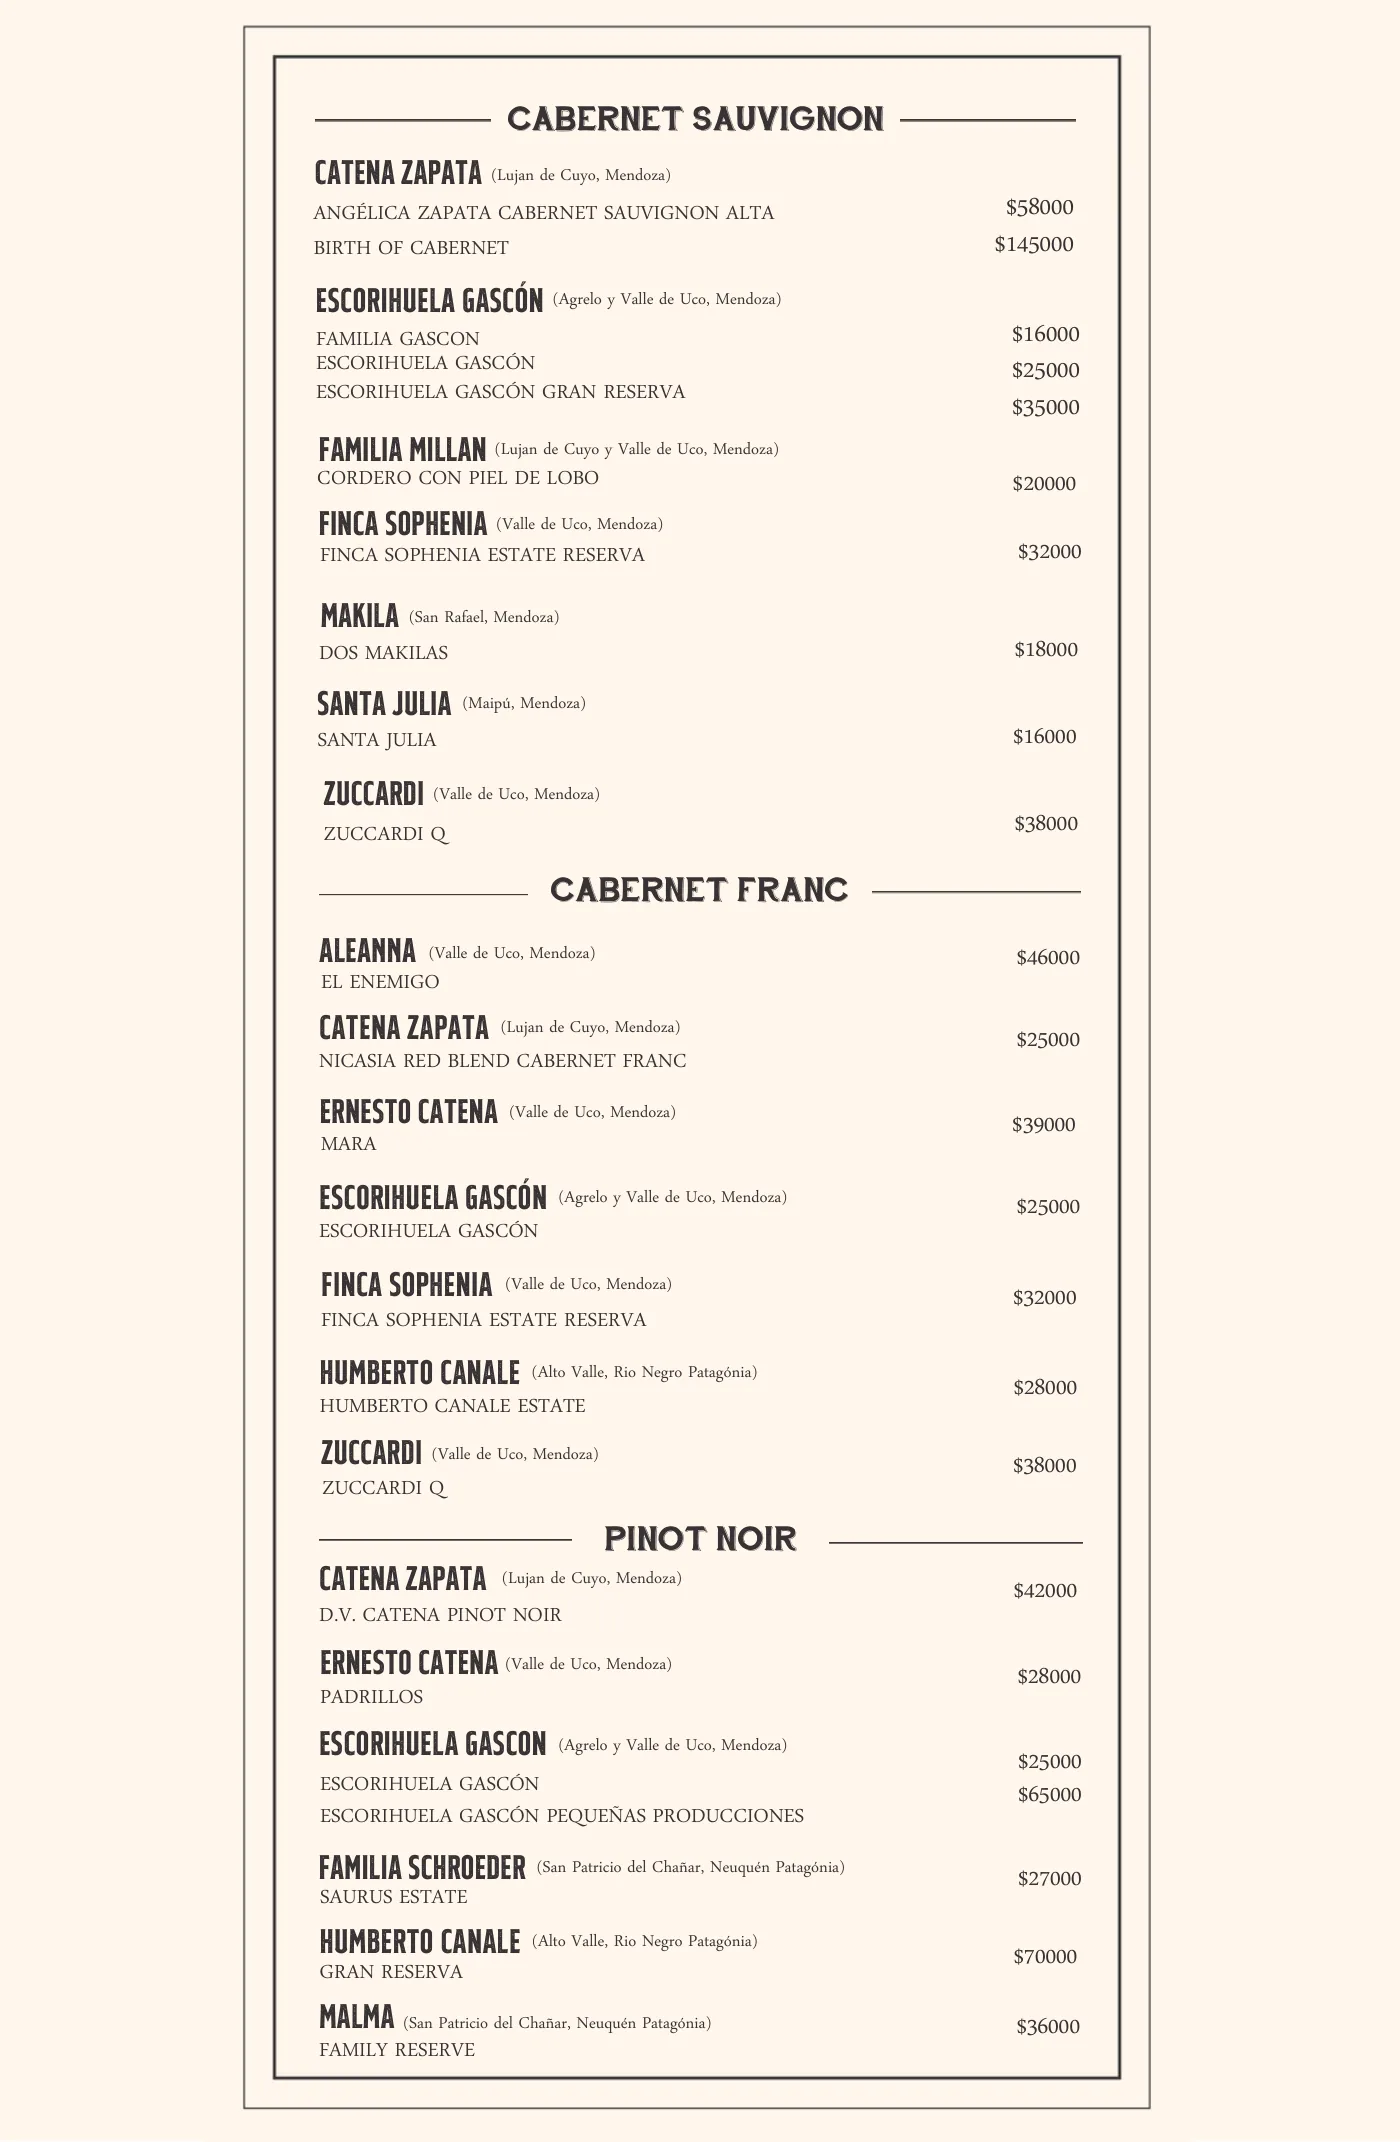 CABERNET SAUVIGNON
CATENA ZAPATA (Lujan de Cuyo, Mendoza)
ANGÉLICA ZAPATA CABERNET SAUVIGNON ALTA $58000
BIRTH OF CABERNET $145000
ESCORIHUELA GASCÓN (Agrelo y Valle de Uco, Mendoza)
FAMILIA GASCON $16000
ESCORIHUELA GASCÓN $25000
ESCORIHUELA GASCÓN GRAN RESERVA $35000
FAMILIA MILLAN (Lujan de Cuyo y Valle de Uco, Mendoza)
CORDERO CON PIEL DE LOBO $20000
FINCA SOPHENIA (Valle de Uco, Mendoza)
FINCA SOPHENIA ESTATE RESERVA $32000
MAKILA (San Rafael, Mendoza)
DOS MAKILAS $18000
SANTA JULIA (Maipú, Mendoza)
SANTA JULIA $16000
ZUCCARDI (Valle de Uco, Mendoza)
ZUCCARDI Q $38000
CABERNET FRANC
ALEANNA (Valle de Uco, Mendoza) $46000
EL ENEMIGO
CATENA ZAPATA (Lujan de Cuyo, Mendoza) $25000
NICASIA RED BLEND CABERNET FRANC
ERNESTO CATENA (Valle de Uco, Mendoza) $39000
MARA
ESCORIHUELA GASCÓN (Agrelo y Valle de Uco, Mendoza) $25000
ESCORIHUELA GASCÓN
FINCA SOPHENIA (Valle de Uco, Mendoza) $32000
FINCA SOPHENIA ESTATE RESERVA
HUMBERTO CANALE (Alto Valle, Rio Negro Patagónia) $28000
HUMBERTO CANALE ESTATE
ZUCCARDI (Valle de Uco, Mendoza) $38000
ZUCCARDI Q
PINOT NOIR
CATENA ZAPATA (Lujan de Cuyo, Mendoza) $42000
D.V. CATENA PINOT NOIR
ERNESTO CATENA (Valle de Uco, Mendoza) $28000
PADRILLOS
ESCORIHUELA GASCON (Agrelo y Valle de Uco, Mendoza)
ESCORIHUELA GASCÓN $25000
ESCORIHUELA GASCÓN PEQUEÑAS PRODUCCIONES $65000
FAMILIA SCHROEDER (San Patricio del Chañar, Neuquén Patagónia) $27000
SAURUS ESTATE
HUMBERTO CANALE (Alto Valle, Rio Negro Patagónia) $70000
GRAN RESERVA
MALMA (San Patricio del Chañar, Neuquén Patagónia) $36000
FAMILY RESERVE